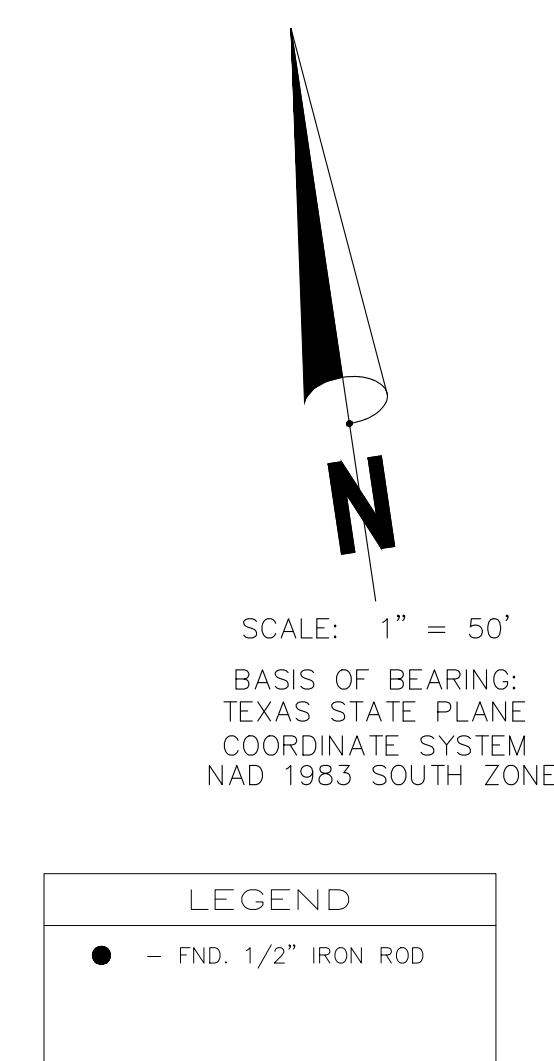 N
SCALE: 1" = 50'
BASIS OF BEARING:
TEXAS STATE PLANE
COORDINATE SYSTEM
NAD 1983 SOUTH ZONE
LEGEND
● – FND. 1/2" IRON ROD